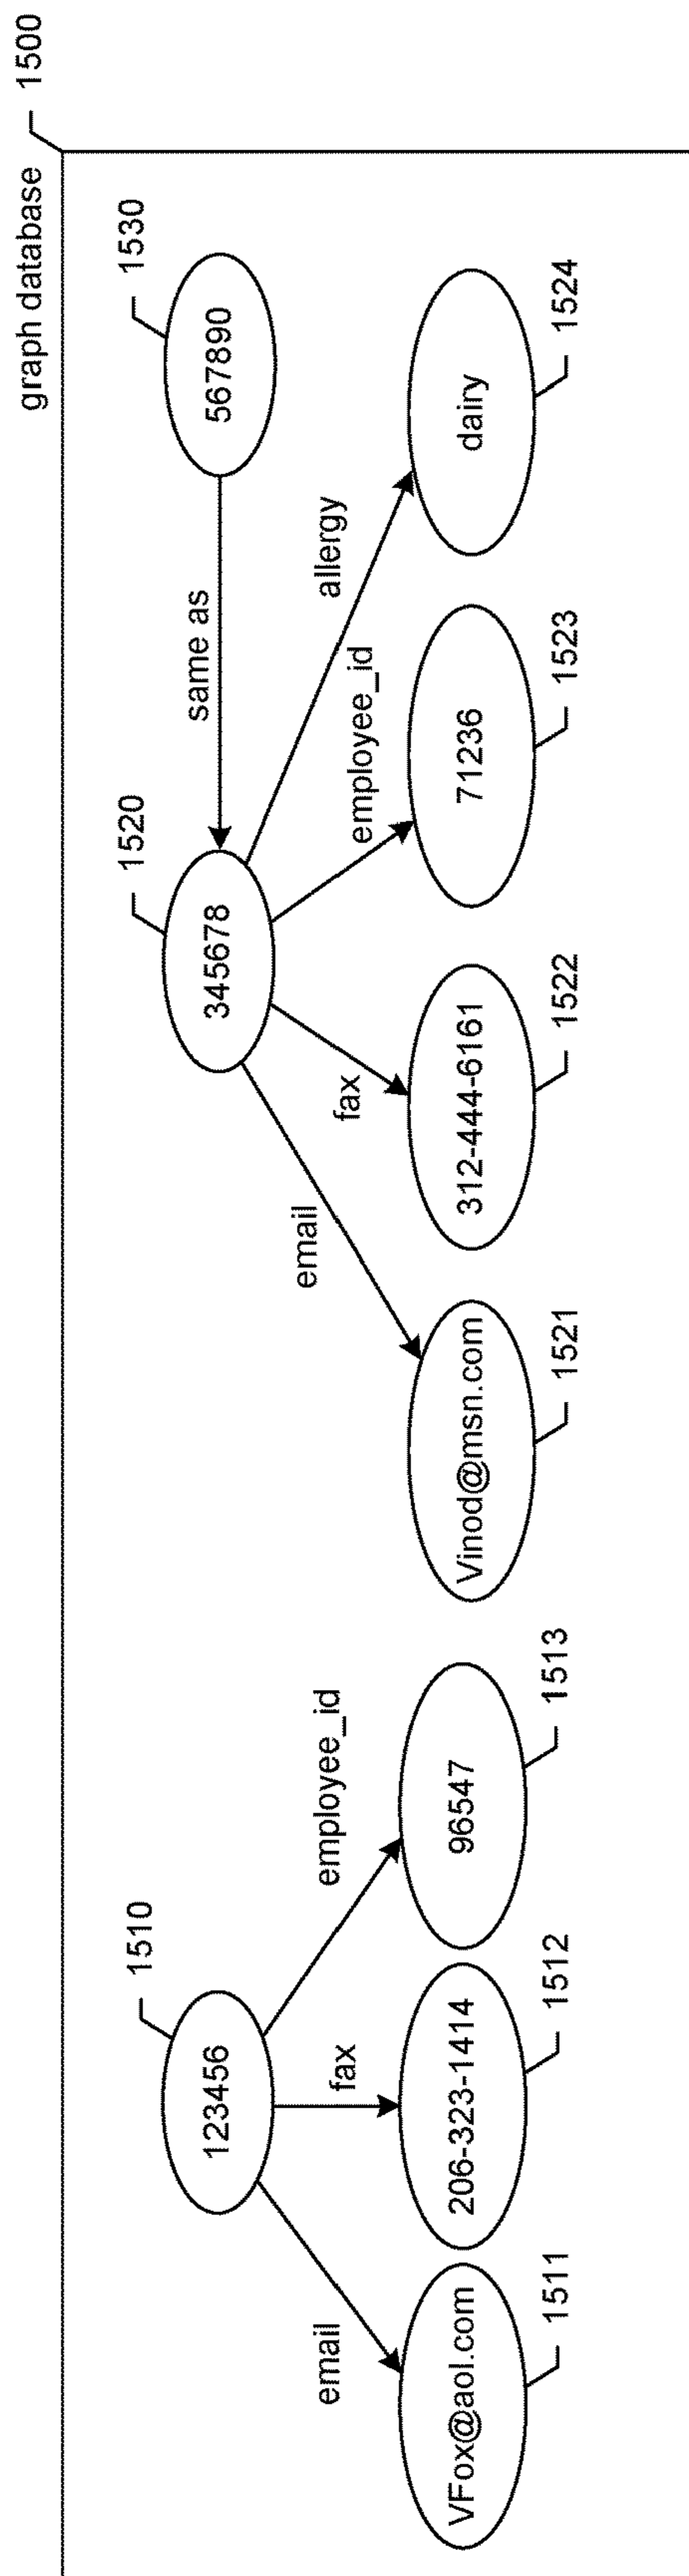 graph database
1500
1510
123456
email
fax
employee_id
VFox@aol.com
1511
206-323-1414
1512
96547
1513
1520
345678
same as
1530
567890
email
fax
employee_id
allergy
Vinod@msn.com
1521
312-444-6161
1522
71236
1523
dairy
1524